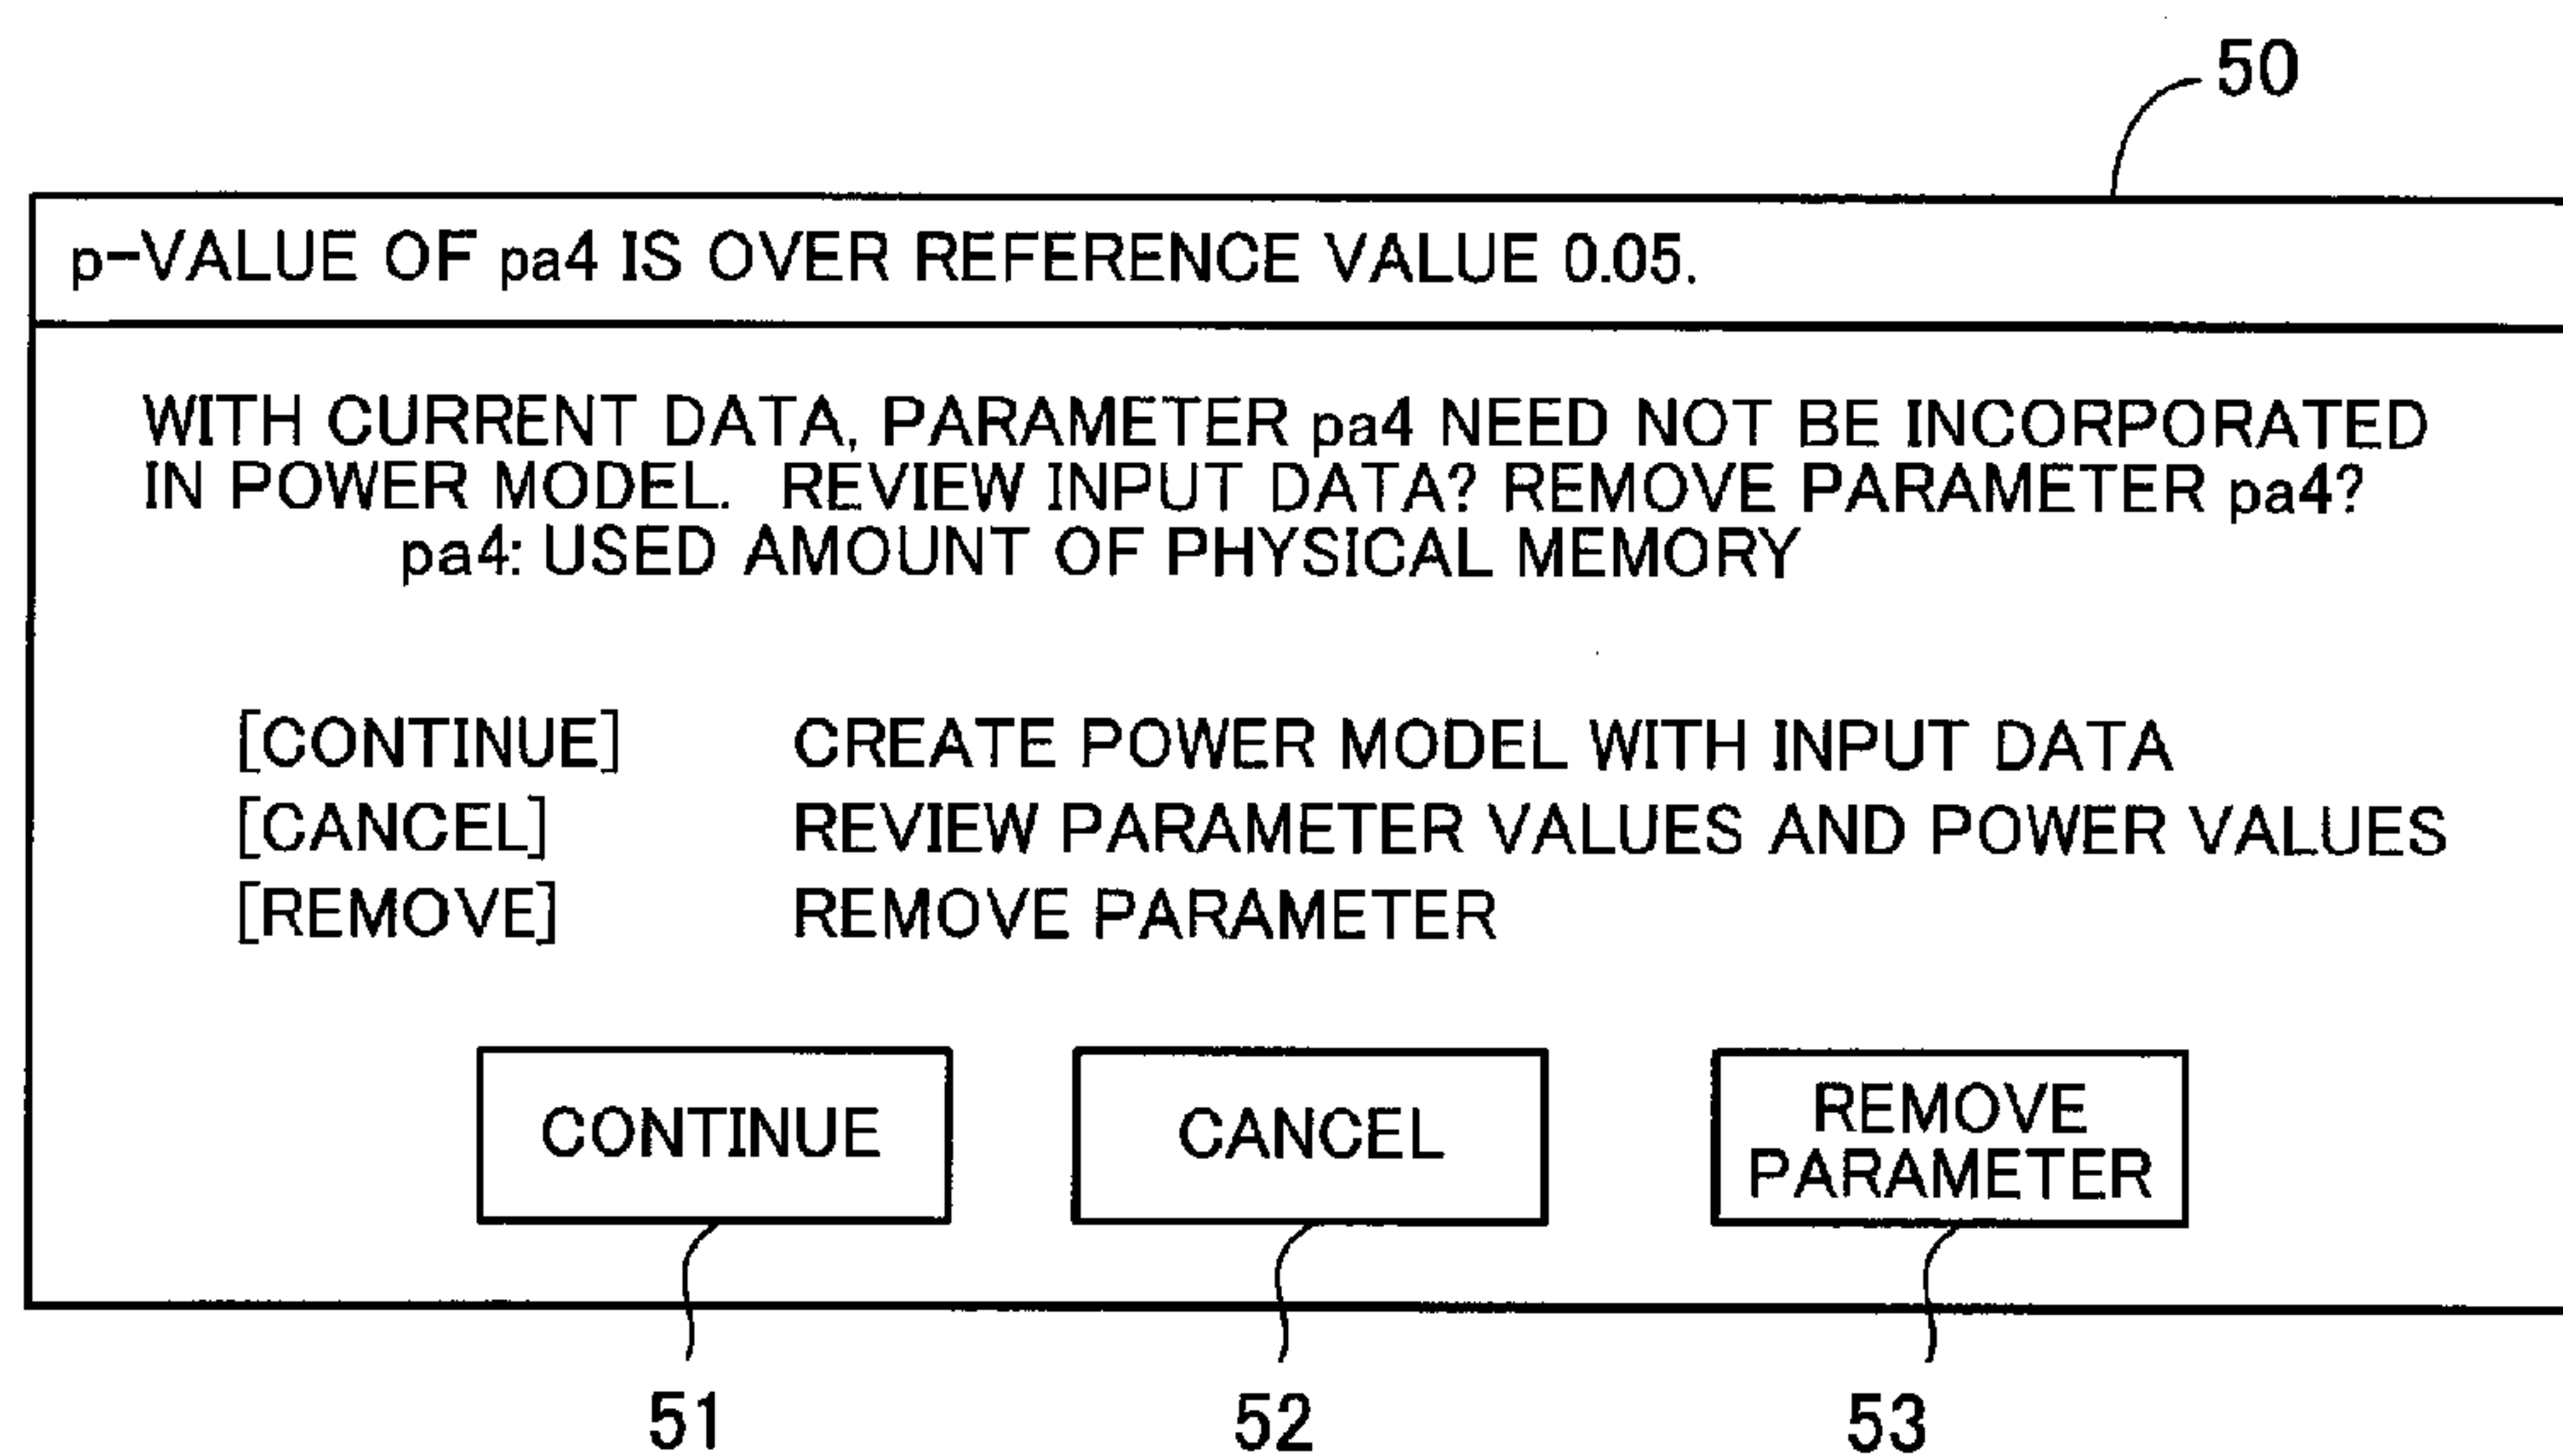 50
p-VALUE OF pa4 IS OVER REFERENCE VALUE 0.05.
WITH CURRENT DATA, PARAMETER pa4 NEED NOT BE INCORPORATED
IN POWER MODEL. REVIEW INPUT DATA? REMOVE PARAMETER pa4?
pa4: USED AMOUNT OF PHYSICAL MEMORY
[CONTINUE] CREATE POWER MODEL WITH INPUT DATA
[CANCEL] REVIEW PARAMETER VALUES AND POWER VALUES
[REMOVE] REMOVE PARAMETER
CONTINUE
CANCEL
REMOVE
PARAMETER
51
52
53